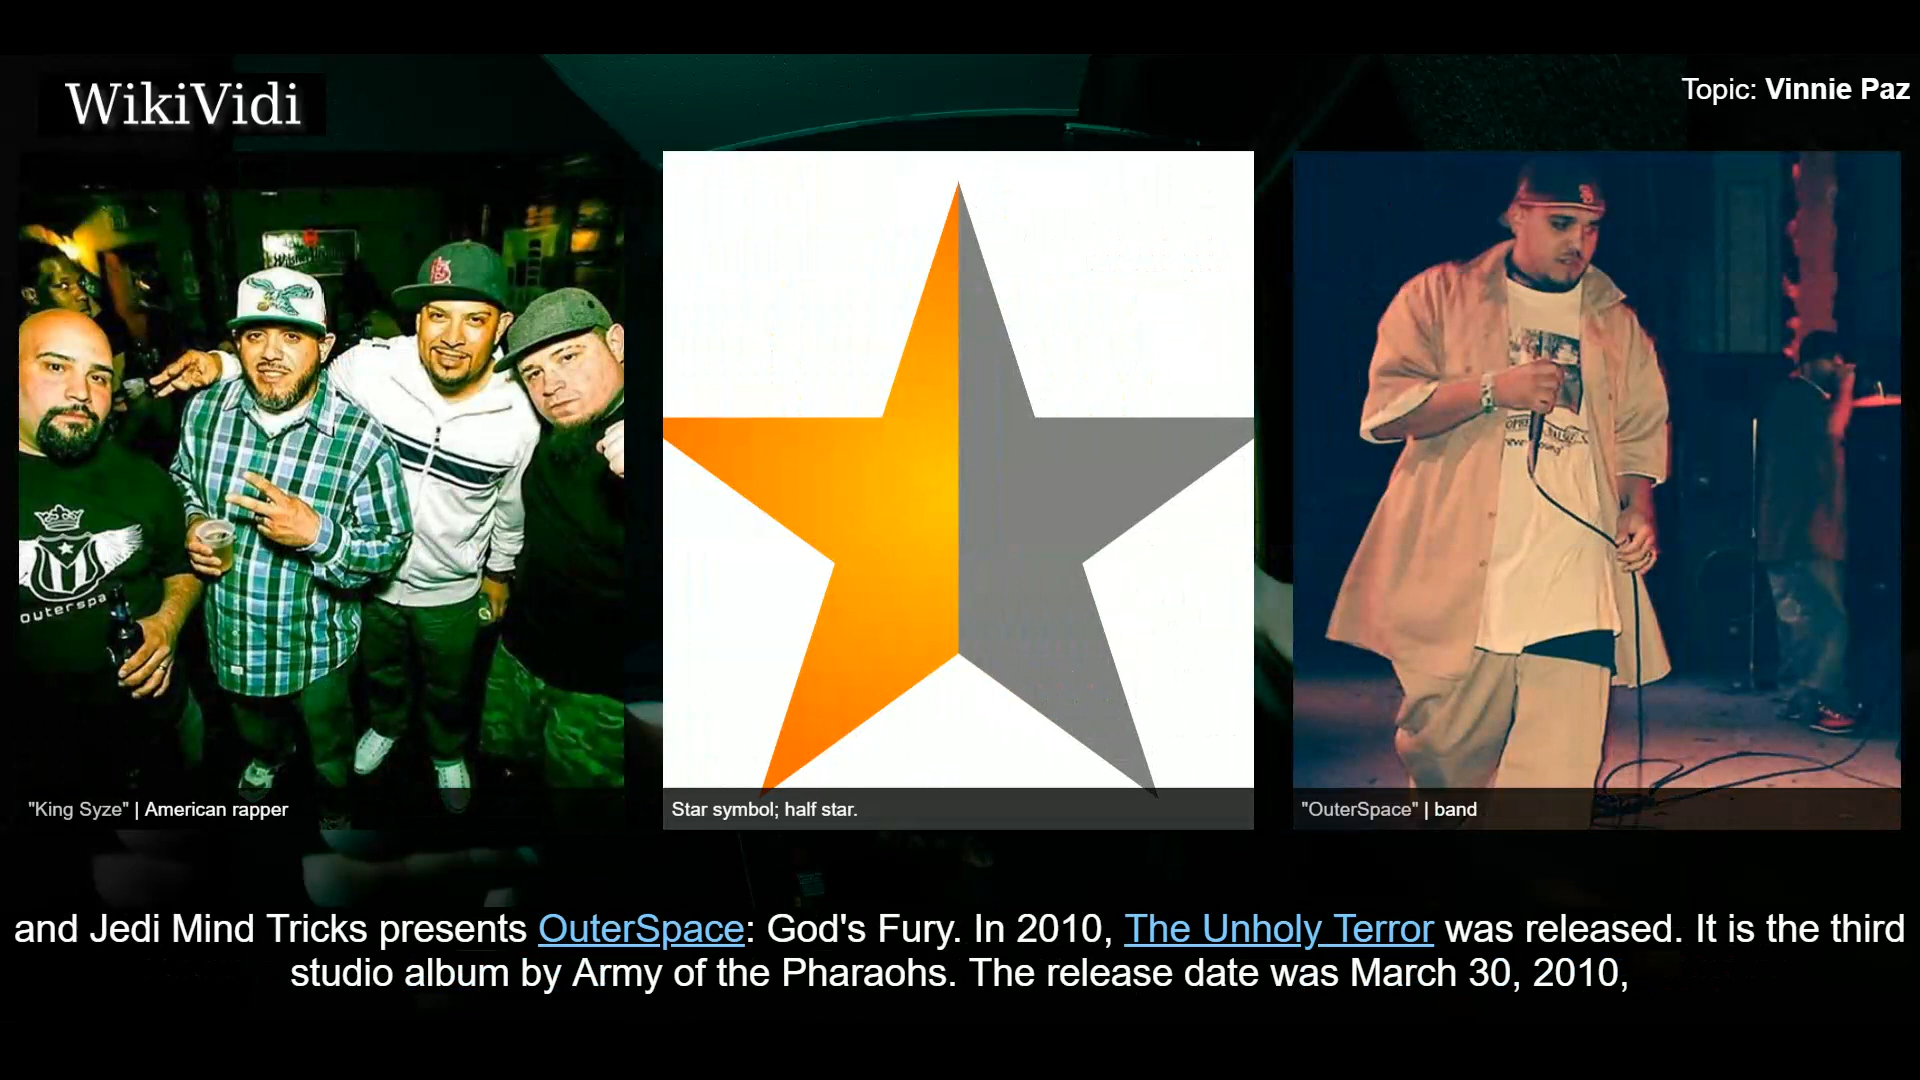 WikiVidi
Topic: Vinnie Paz
outerspa
"King Syze" | American rapper
Star symbol; half star.
"OuterSpace" | band
and Jedi Mind Tricks presents OuterSpace: God's Fury. In 2010, The Unholy Terror was released. It is the third
studio album by Army of the Pharaohs. The release date was March 30, 2010,